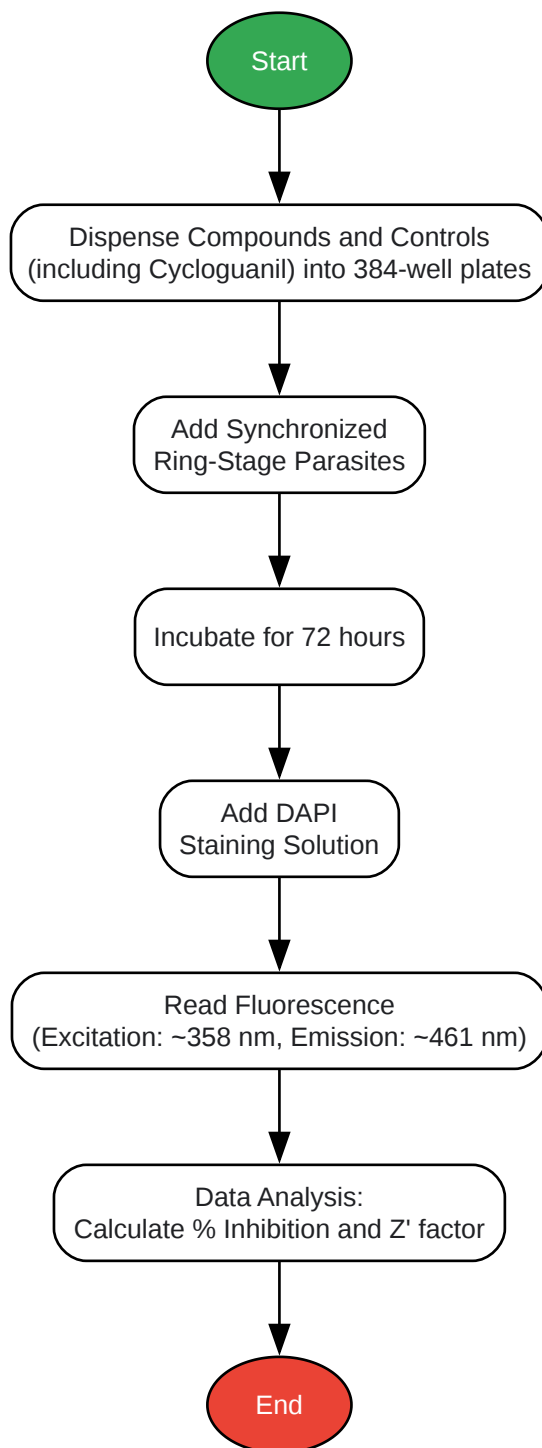 Start
Dispense Compounds and Controls
(including Cycloguanil) into 384-well plates
Add Synchronized
Ring-Stage Parasites
Incubate for 72 hours
Add DAPI
Staining Solution
Read Fluorescence
(Excitation: ~358 nm, Emission: ~461 nm)
Data Analysis:
Calculate % Inhibition and Z' factor
End